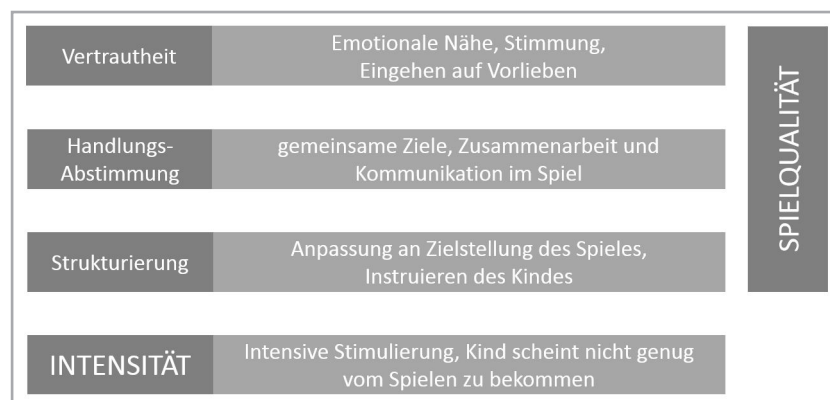 Vertrautheit
Emotionale Nähe, Stimmung,
Eingehen auf Vorlieben
Handlungs-
Abstimmung
gemeinsame Ziele, Zusammenarbeit und
Kommunikation im Spiel
Strukturierung
Anpassung an Zielstellung des Spieles,
Instruieren des Kindes
INTENSITÄT
Intensive Stimulierung, Kind scheint nicht genug
vom Spielen zu bekommen
SPIELQUALITÄT